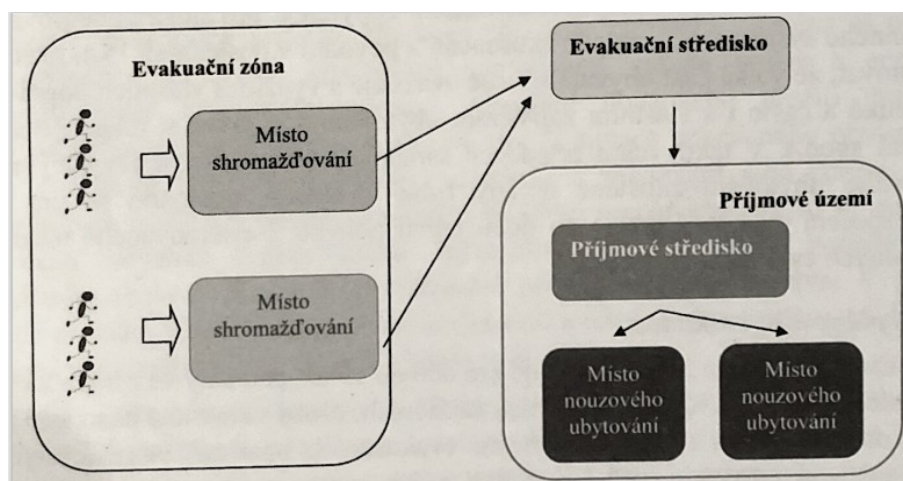 Evakuační zóna
Místo
shromažďování
Místo
shromažďování
Evakuační středisko
Příjmové území
Příjmové středisko
Místo
nouzového
ubytování
Místo
nouzového
ubytování